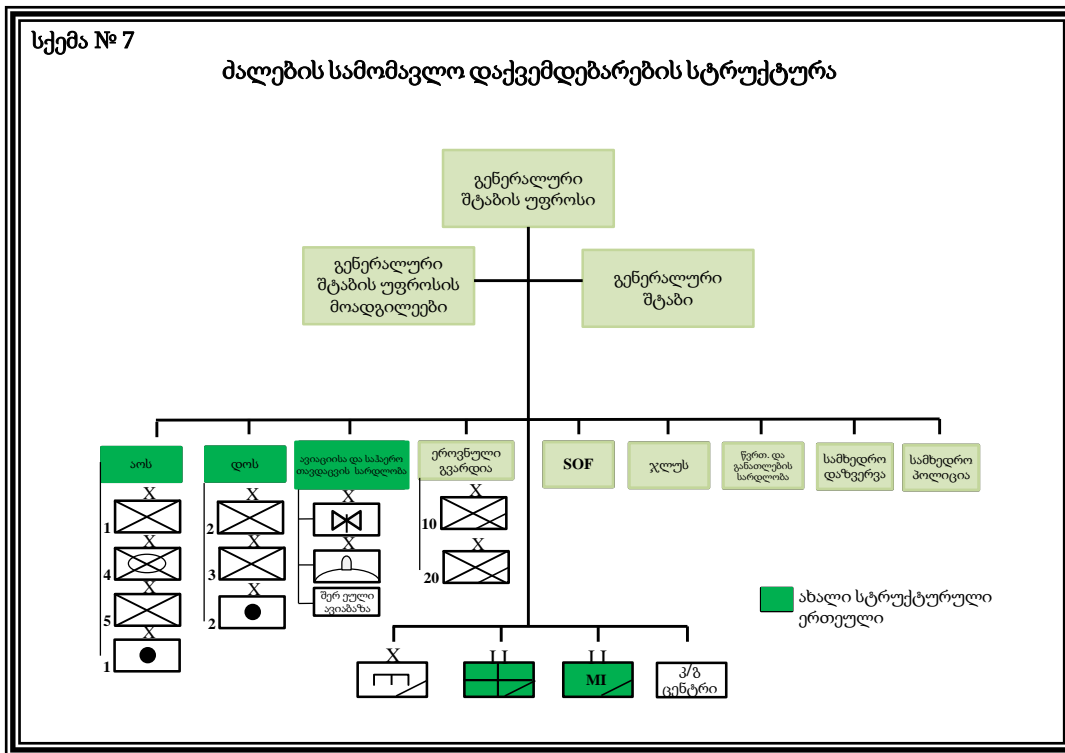 სქემა № 7
ძალების სამომავლო დაქვემდებარების სტრუქტურა
გენერალური
შტაბის უფროსი
გენერალური
შტაბის უფროსის
მოადგილეები
გენერალური
შტაბი
აოს
დოს
ავიაციისა და საჰაერო
თავდაცვის სარდლობა
ეროვნული
გვარდია
SOF
ჯლუს
წვრთ. და
განათლების
სარდლობა
სამხედრო
დაზვერვა
სამხედრო
პოლიცია
X
1
X
4
X
5
X
1
X
2
X
3
X
2
X
X
შერეული
ავიაბაზა
X
10
X
20
X
II
II
MI
კ/გ
ცენტრი
ახალი სტრუქტურული
ერთეული